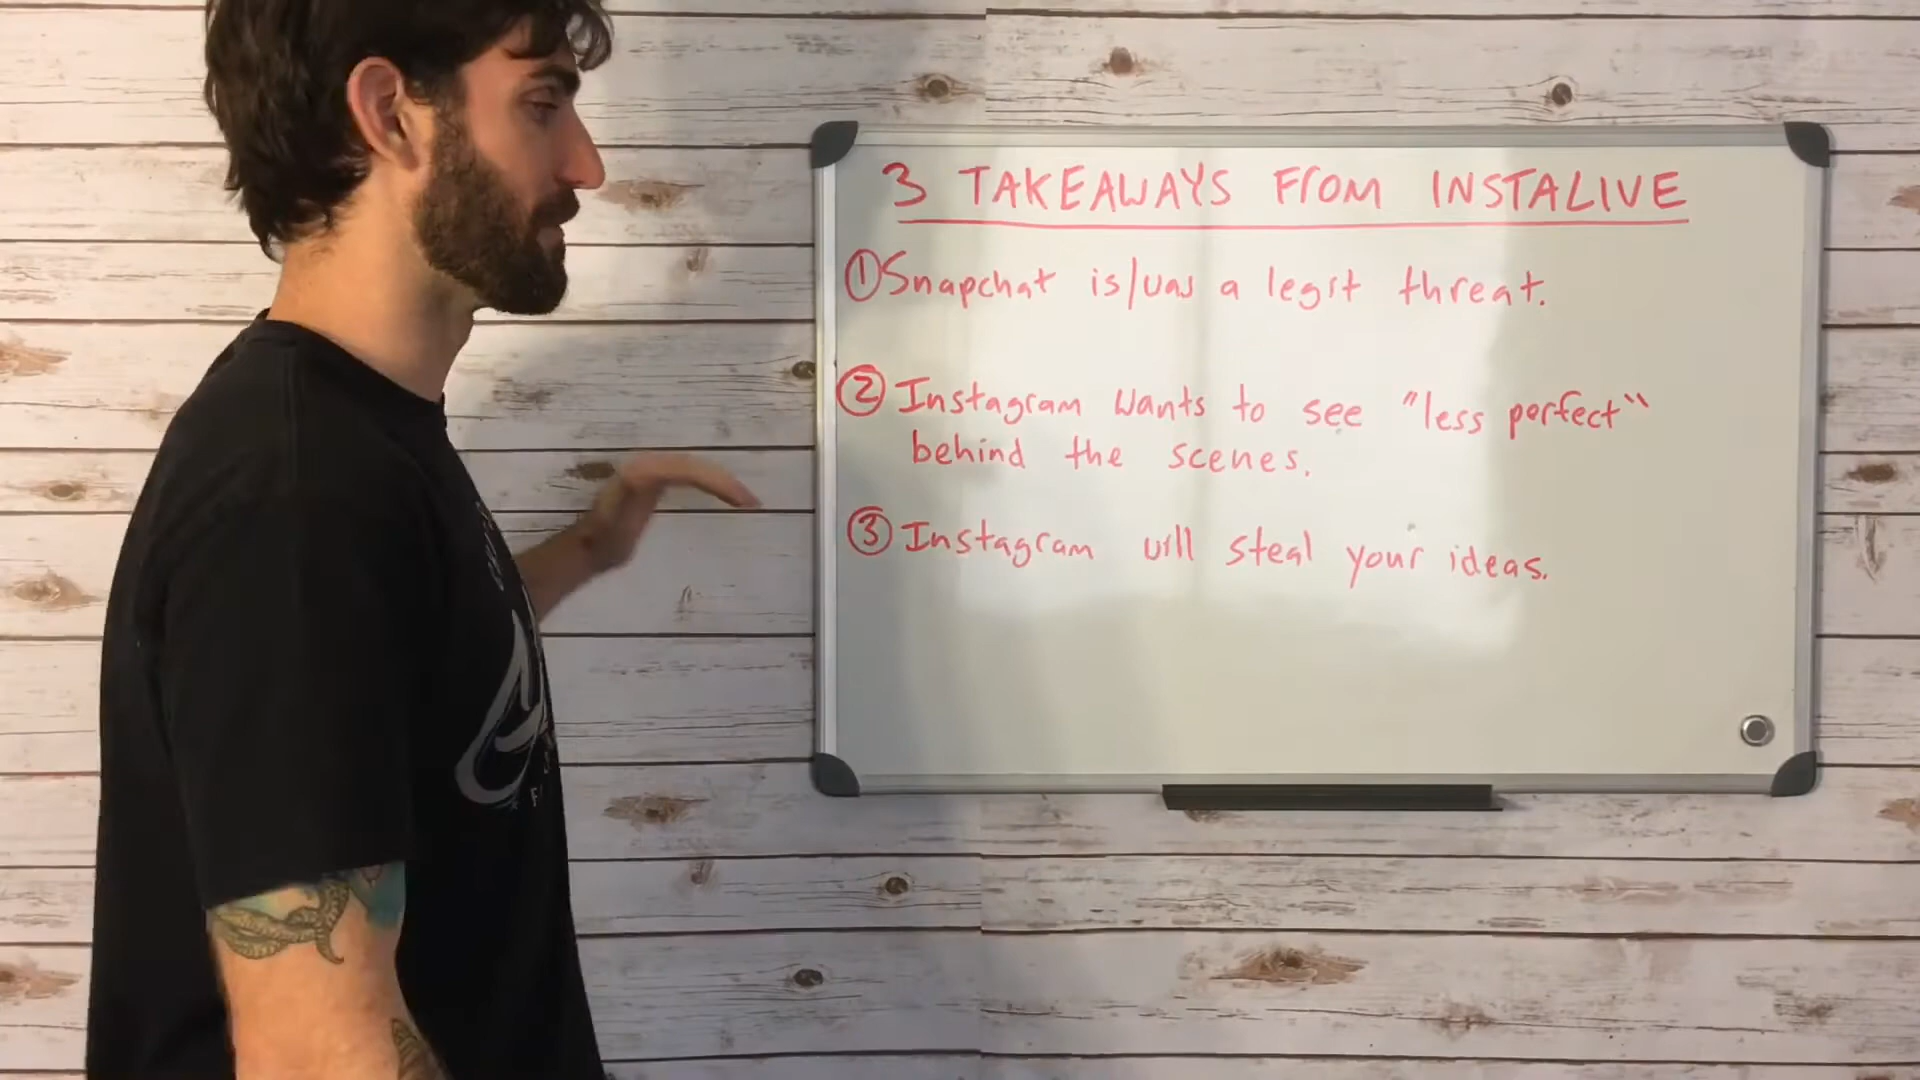 3 TAKEAWAYS FROM INSTALIVE
① Snapchat is/was a legit threat.
② Instagram wants to see "less perfect"
behind the scenes.
③ Instagram will steal your ideas.